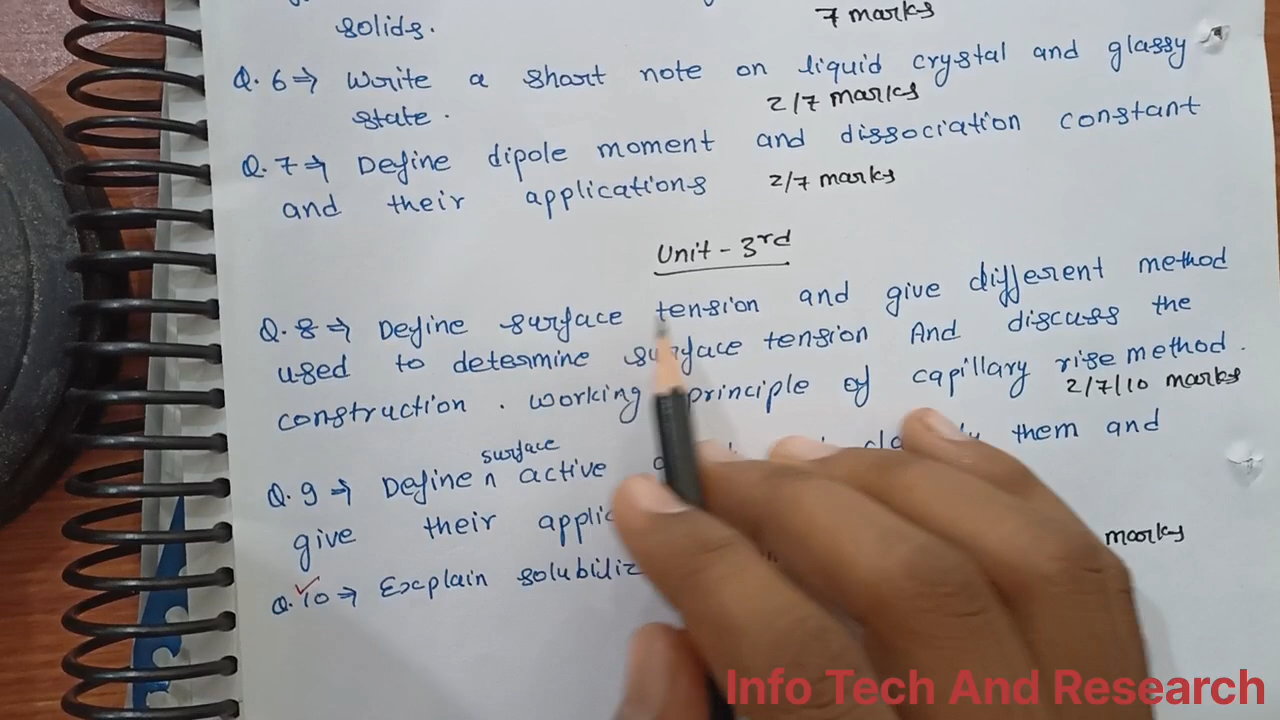 solids.
7 marks
Q. 6 ⇒ Write a short note on liquid crystal and glassy
state.
2/7 marks
Q. 7 ⇒ Define dipole moment and dissociation constant
and their applications
2/7 marks
Unit - 3rd
Q. 8 ⇒ Define surface tension and give different method
used to determine surface tension And discuss the
construction. working principle of capillary rise method.
2/7/10 marks
surface
Q. 9 ⇒ Define ^ active them and
give their
marks
Q. 10 ⇒ Explain
Info Tech And Research